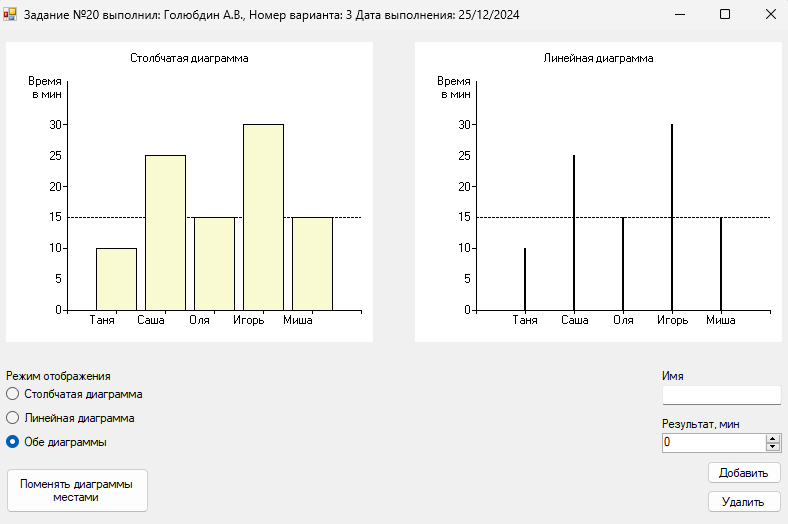 Задание №20 выполнил: Голюбдин А.В., Номер варианта: 3 Дата выполнения: 25/12/2024
Столбчатая диаграмма
Время
в мин
30
25
20
15
10
5
0
Таня Саша Оля Игорь Миша
Линейная диаграмма
Время
в мин
30
25
20
15
10
5
0
Таня Саша Оля Игорь Миша
Режим отображения
Столбчатая диаграмма
Линейная диаграмма
Обе диаграммы
Поменять диаграммы
местами
Имя
Результат, мин
0
Добавить
Удалить